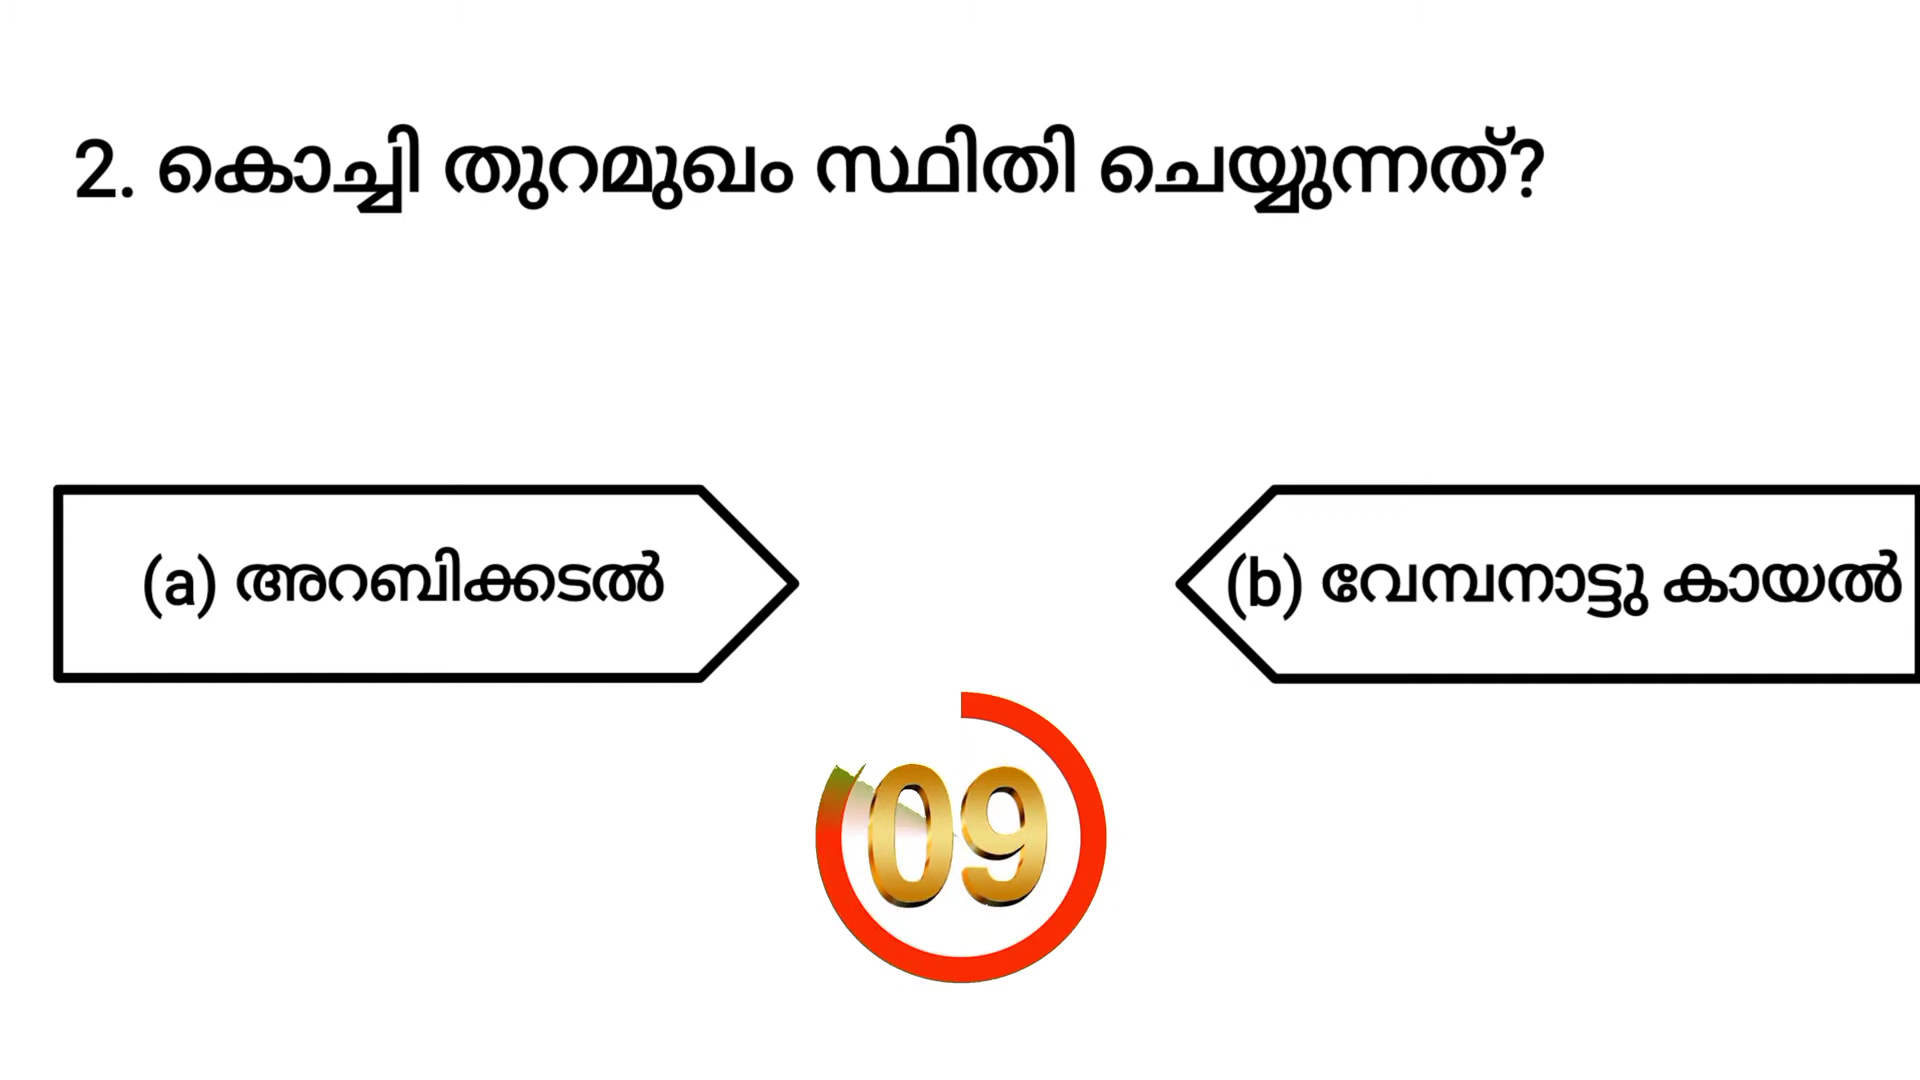 2. കൊച്ചി തുറമുഖം സ്ഥിതി ചെയ്യുന്നത്?
(a) അറബിക്കടൽ
(b) വേമ്പനാട്ടു കായൽ
09